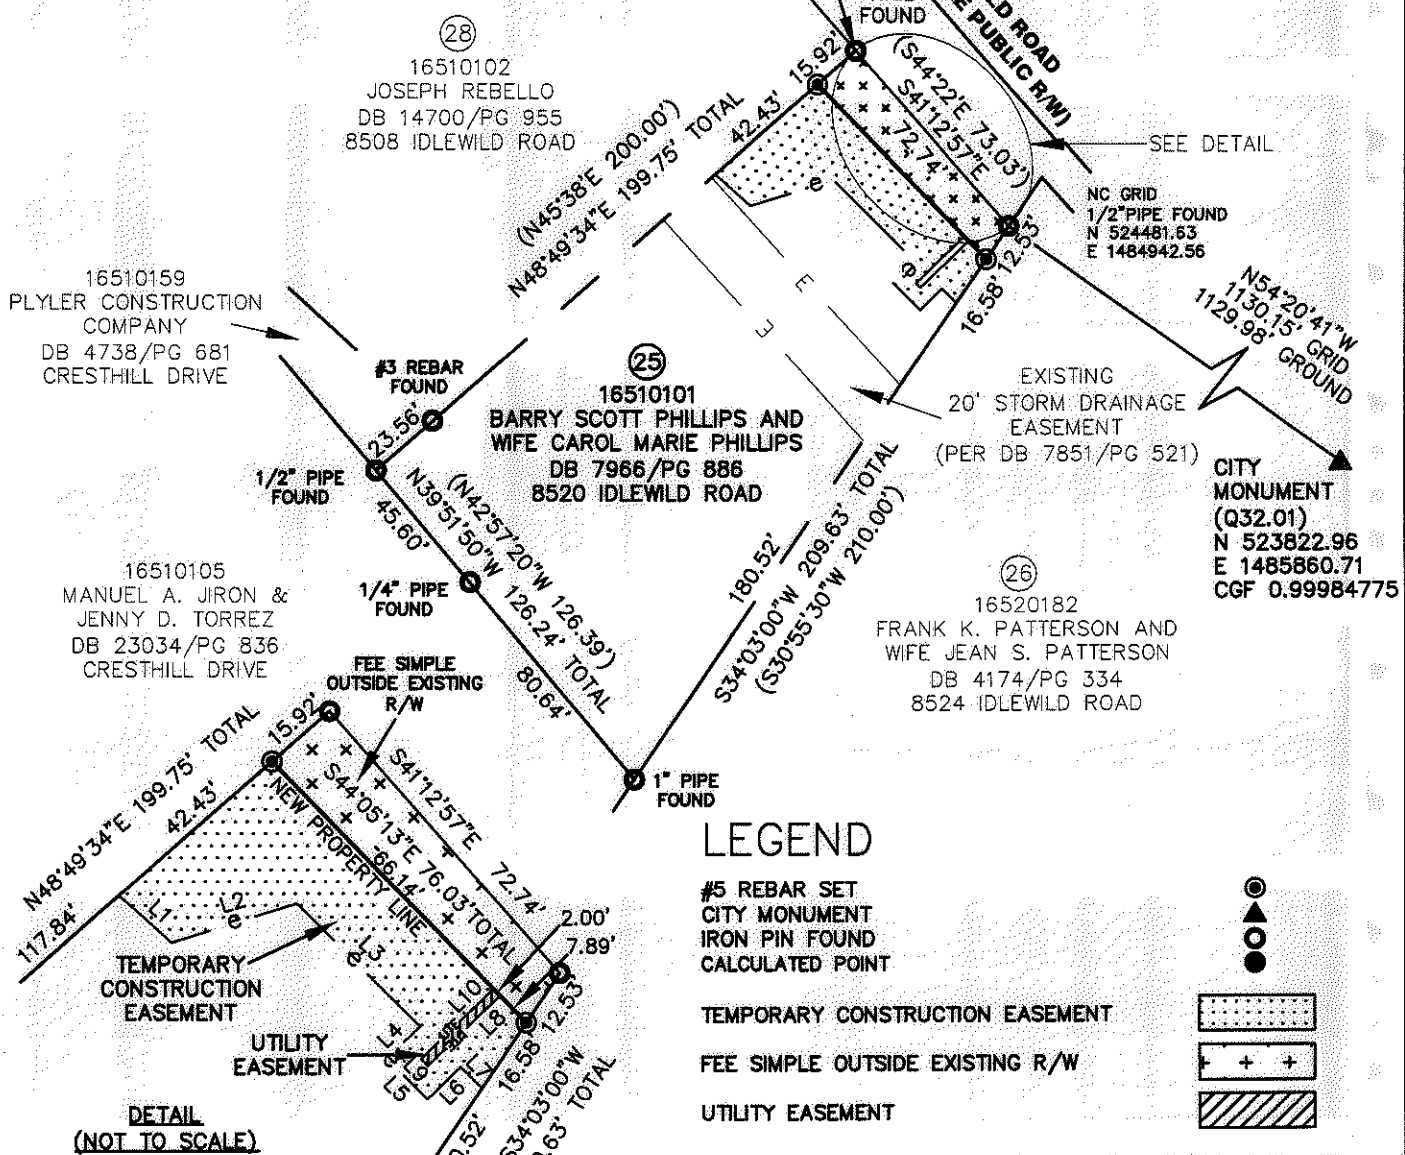 28
16510102
JOSEPH REBELLO
DB 14700/PG 955
8508 IDLEWILD ROAD
FOUND
ROAD
PUBLIC R/W)
15.92'
42.43'
(S44°22'E 73.03')
S41°12'57"E
72.74'
(N45°38'E 200.00')
N48°49'34"E 199.75' TOTAL
e
e
SEE DETAIL
NC GRID
1/2"PIPE FOUND
N 524481.63
E 1484942.56
12.53'
16.58'
N54°20'41"W
1130.15' GRID
1129.98' GROUND
16510159
PLYLER CONSTRUCTION
COMPANY
DB 4738/PG 681
CRESTHILL DRIVE
#3 REBAR
FOUND
23.56'
1/2" PIPE
FOUND
25
16510101
BARRY SCOTT PHILLIPS AND
WIFE CAROL MARIE PHILLIPS
DB 7966/PG 886
8520 IDLEWILD ROAD
EXISTING
20' STORM DRAINAGE
EASEMENT
(PER DB 7851/PG 521)
CITY
MONUMENT
(Q32.01)
N 523822.96
E 1485860.71
CGF 0.99984775
(N42°57'20"W 126.39')
N39°51'50"W 126.24' TOTAL
45.60'
80.64'
1/4" PIPE
FOUND
180.52'
S34°03'00"W 209.63' TOTAL
(S30°55'30"W 210.00')
16510105
MANUEL A. JIRON &
JENNY D. TORREZ
DB 23034/PG 836
CRESTHILL DRIVE
26
16520182
FRANK K. PATTERSON AND
WIFE JEAN S. PATTERSON
DB 4174/PG 334
8524 IDLEWILD ROAD
1" PIPE
FOUND
FEE SIMPLE
OUTSIDE EXISTING
R/W
15.92'
N48°49'34"E 199.75' TOTAL
42.43'
117.84'
S41°12'57"E 72.74'
S44°05'13"E 76.03' TOTAL
66.14'
NEW PROPERTY LINE
2.00'
7.89'
L1
L2
e
L3
e
L4
e
L5
L6
L7
L8
L9
L10
12.53'
16.58'
S34°03'00"W
TOTAL
TEMPORARY
CONSTRUCTION
EASEMENT
UTILITY
EASEMENT
DETAIL
(NOT TO SCALE)
LEGEND
#5 REBAR SET
CITY MONUMENT
IRON PIN FOUND
CALCULATED POINT
TEMPORARY CONSTRUCTION EASEMENT
FEE SIMPLE OUTSIDE EXISTING R/W
UTILITY EASEMENT